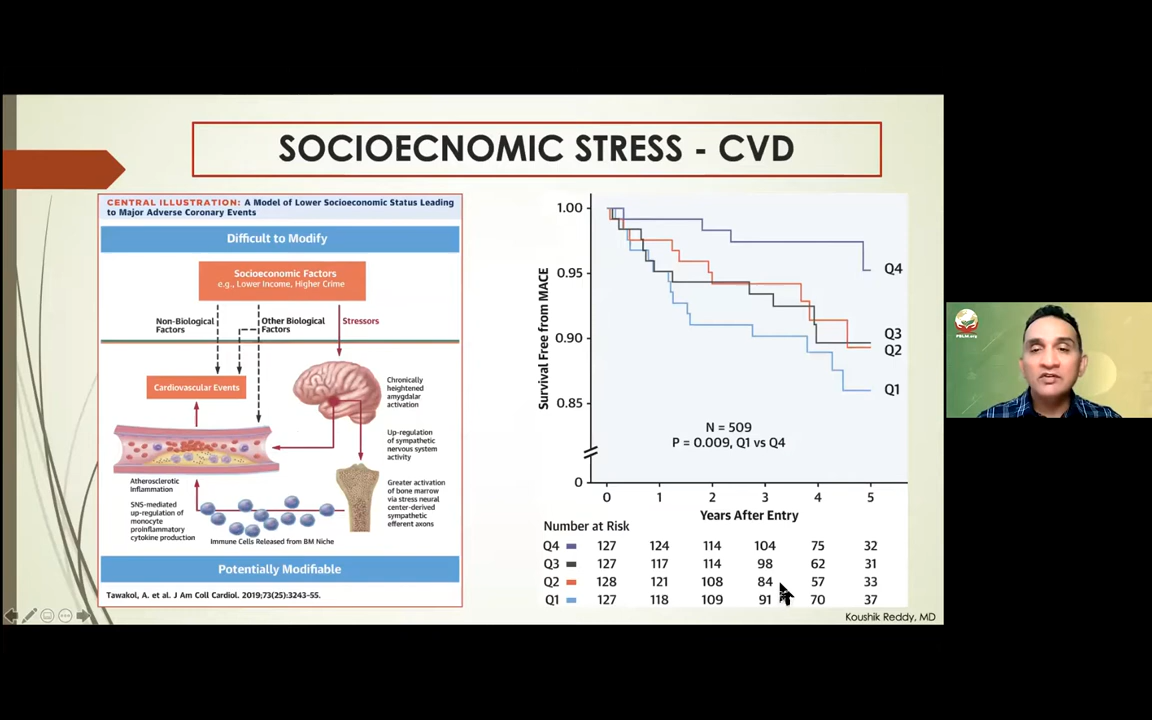 SOCIOECNOMIC STRESS - CVD
CENTRAL ILLUSTRATION: A Model of Lower Socioeconomic Status Leading
to Major Adverse Coronary Events
Difficult to Modify
Socioeconomic Factors
e.g., Lower Income, Higher Crime
Non-Biological
Factors
Other Biological
Factors
Stressors
Cardiovascular Events
Chronically
heightened
amygdalar
activation
Up-regulation
of sympathetic
nervous system
activity
Atherosclerotic
Inflammation
SNS-mediated
up-regulation of
monocyte
proinflammatory
cytokine production
Greater activation
of bone marrow
via stress neural
center-derived
sympathetic
efferent axons
Immune Cells Released from BM Niche
Potentially Modifiable
Tawakol, A. et al. J Am Coll Cardiol. 2019;73(25):3243-55.
Survival Free from MACE
1.00
0.95
0.90
0.85
0
Q4
Q3
Q2
Q1
N = 509
P = 0.009, Q1 vs Q4
0 1 2 3 4 5
Years After Entry
Number at Risk
Q4 127 124 114 104 75 32
Q3 127 117 114 98 62 31
Q2 128 121 108 84 57 33
Q1 127 118 109 91 70 37
Koushik Reddy, MD